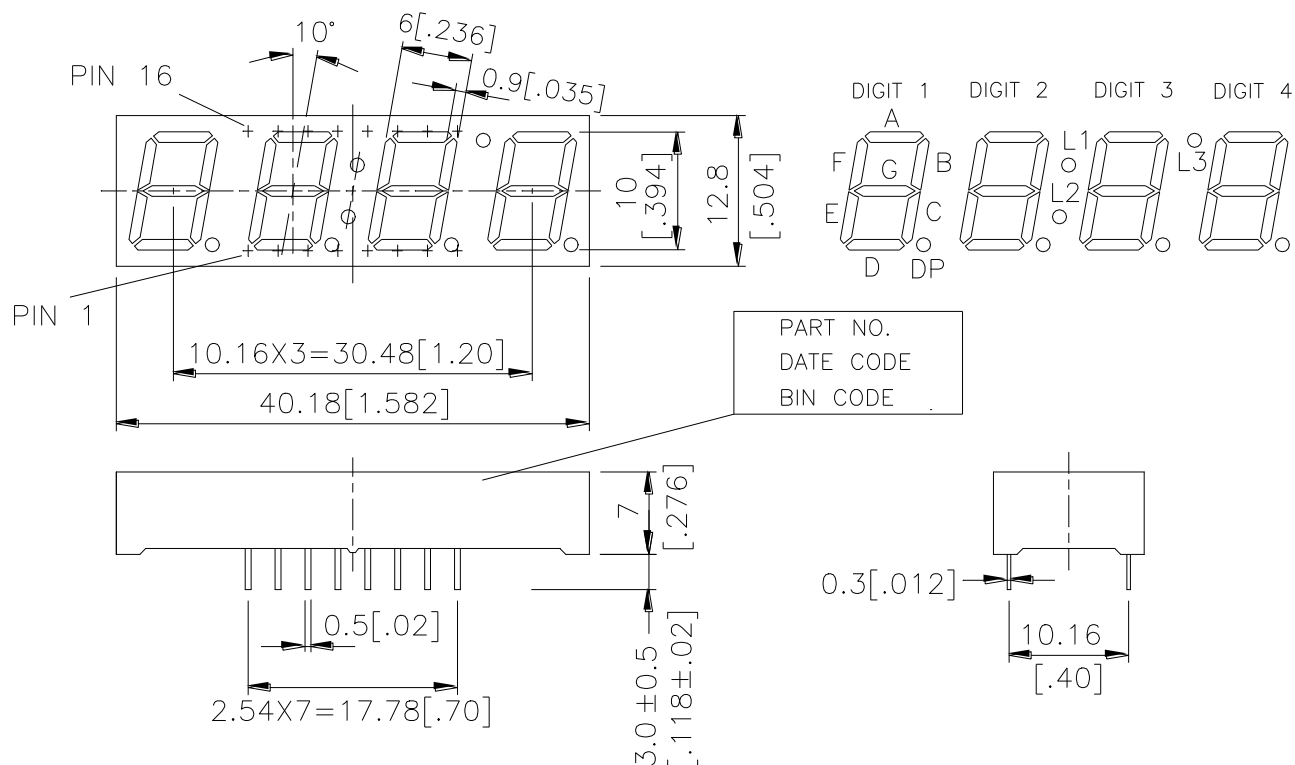 10°
6[.236]
0.9[.035]
PIN 16
PIN 1
10
[.394]
12.8
[.504]
10.16X3=30.48[1.20]
40.18[1.582]
DIGIT 1
DIGIT 2
DIGIT 3
DIGIT 4
A
F
G
B
E
C
D
DP
L1
L2
L3
PART NO.
DATE CODE
BIN CODE
7
[.276]
0.5[.02]
2.54X7=17.78[.70]
3.0±0.5
[.118±.02]
0.3[.012]
10.16
[.40]